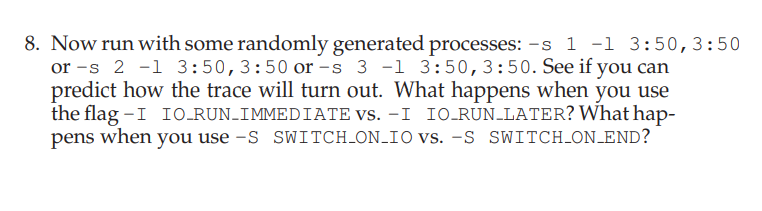 8. Now run with some randomly generated processes: -s 1 -l 3:50,3:50
or -s 2 -l 3:50,3:50 or -s 3 -l 3:50,3:50. See if you can
predict how the trace will turn out. What happens when you use
the flag -I IO_RUN_IMMEDIATE vs. -I IO_RUN_LATER? What hap-
pens when you use -S SWITCH_ON_IO vs. -S SWITCH_ON_END?